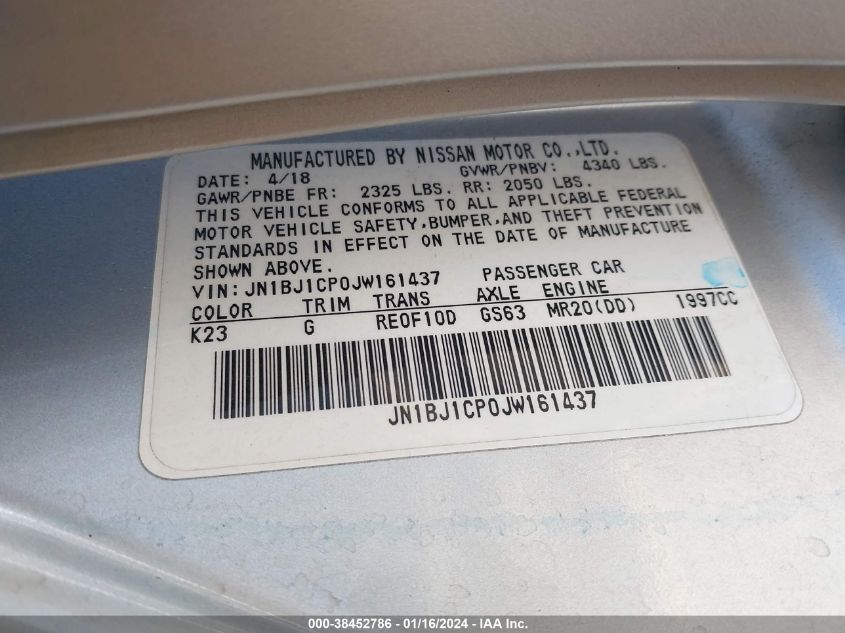 MANUFACTURED BY NISSAN MOTOR CO.,LTD.
DATE: 4/18 GVWR/PNBV: 4340 LBS.
GAWR/PNBE FR: 2325 LBS. RR: 2050 LBS.
THIS VEHICLE CONFORMS TO ALL APPLICABLE FEDERAL
MOTOR VEHICLE SAFETY,BUMPER,AND THEFT PREVENTION
STANDARDS IN EFFECT ON THE DATE OF MANUFACTURE
SHOWN ABOVE.
VIN: JN1BJ1CP0JW161437 PASSENGER CAR
COLOR TRIM TRANS AXLE ENGINE
K23 G RE0F10D GS63 MR20(DD) 1997CC
JN1BJ1CP0JW161437
000-38452786 - 01/16/2024 - IAA Inc.